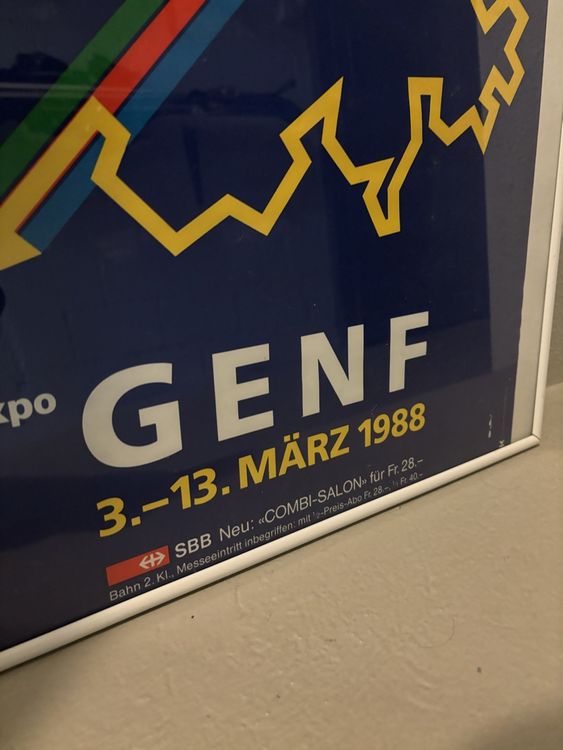 xpo
GENF
3.–13. MÄRZ 1988
SBB Neu: «COMBI-SALON» für Fr. 28.–
Bahn 2. Kl., Messeeintritt inbegriffen: mit ½-Preis-Abo Fr. 28.–, ¹⁄₁ Fr. 40.–